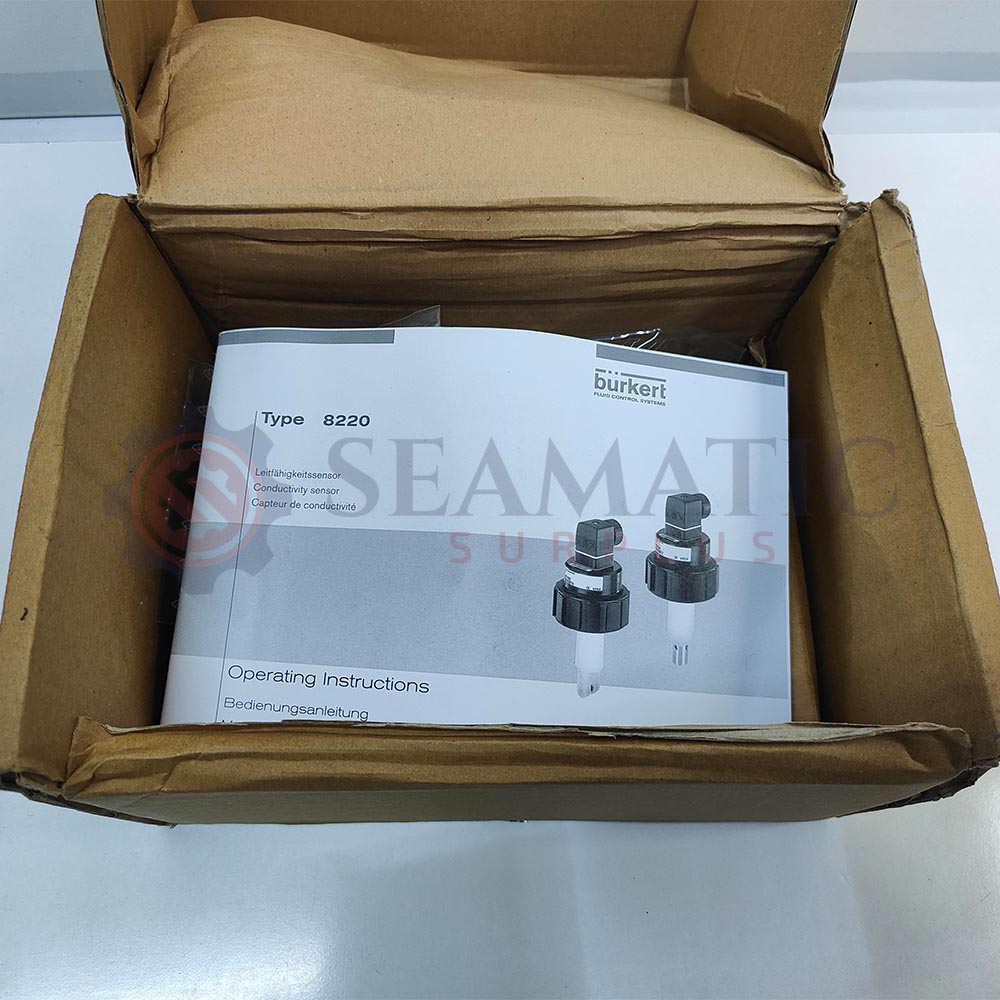 bürkert
FLUID CONTROL SYSTEMS
Type 8220
Leitfähigkeitssensor
Conductivity sensor
Capteur de conductivité
SEAMATIC
SURPLUS
Operating Instructions
Bedienungsanleitung